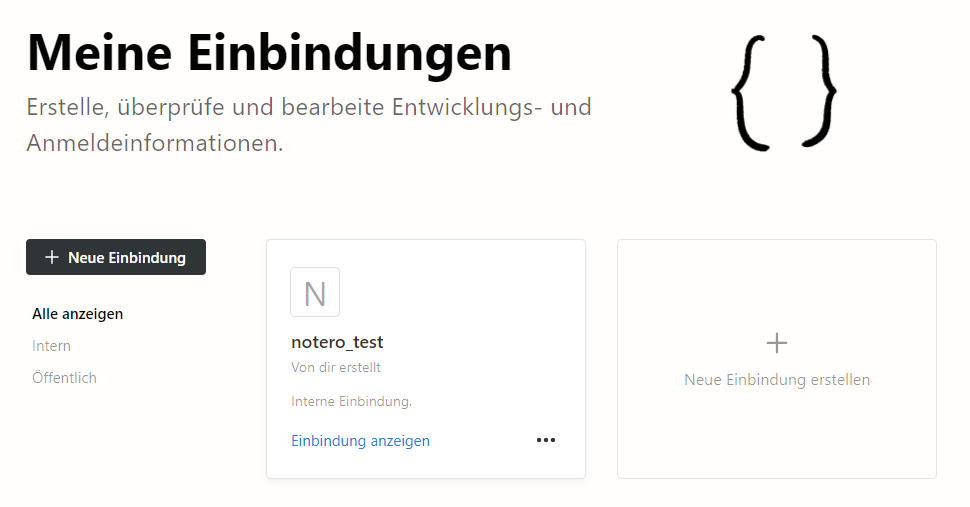 Meine Einbindungen
Erstelle, überprüfe und bearbeite Entwicklungs- und
Anmeldeinformationen.
{ }
+ Neue Einbindung
Alle anzeigen
Intern
Öffentlich
N
notero_test
Von dir erstellt
Interne Einbindung.
Einbindung anzeigen
•••
+
Neue Einbindung erstellen